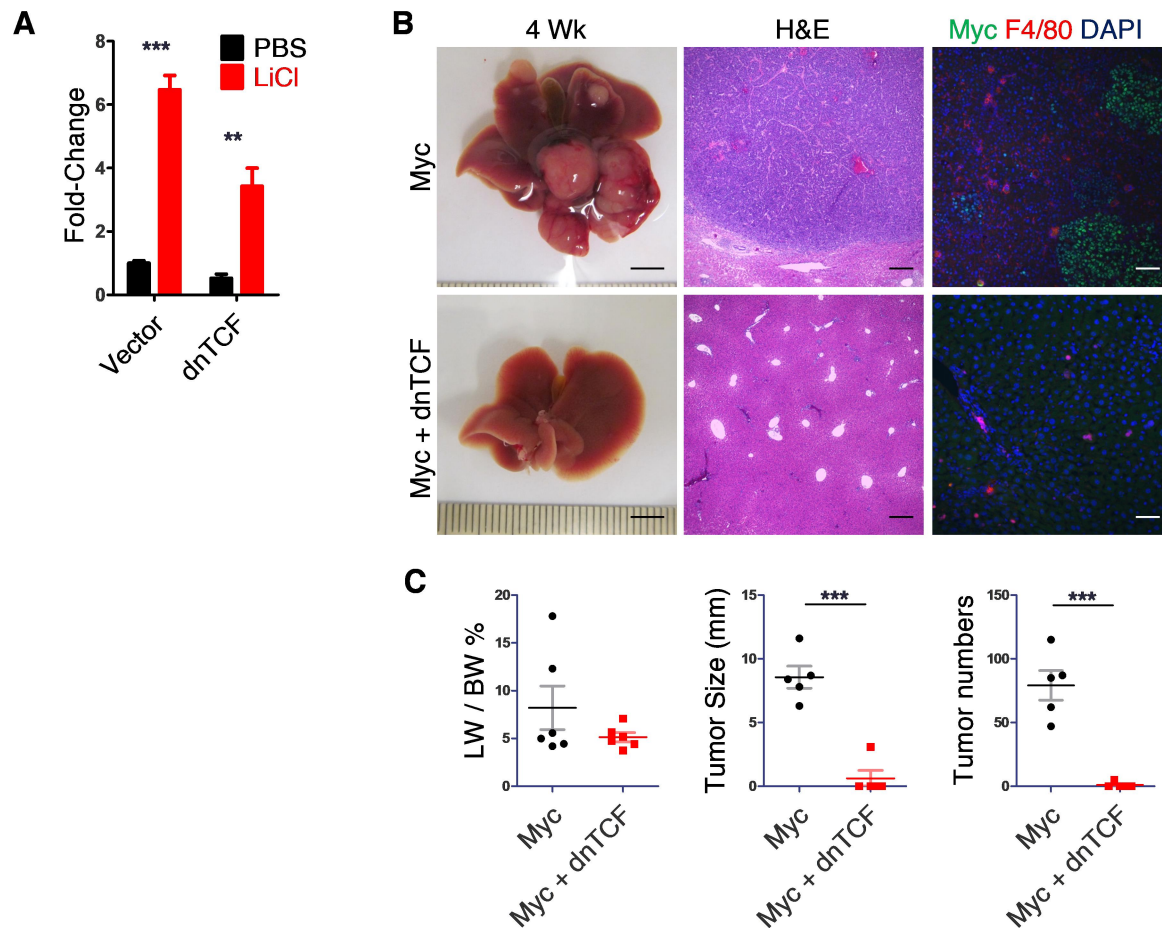 A
Fold-Change
8
6
4
2
0
***
**
PBS
LiCl
Vector
dnTCF
B
4 Wk
H&E
Myc F4/80 DAPI
Myc
Myc + dnTCF
C
LW / BW %
20
15
10
5
0
Myc
Myc + dnTCF
Tumor Size (mm)
15
10
5
0
***
Myc
Myc + dnTCF
Tumor numbers
150
100
50
0
***
Myc
Myc + dnTCF